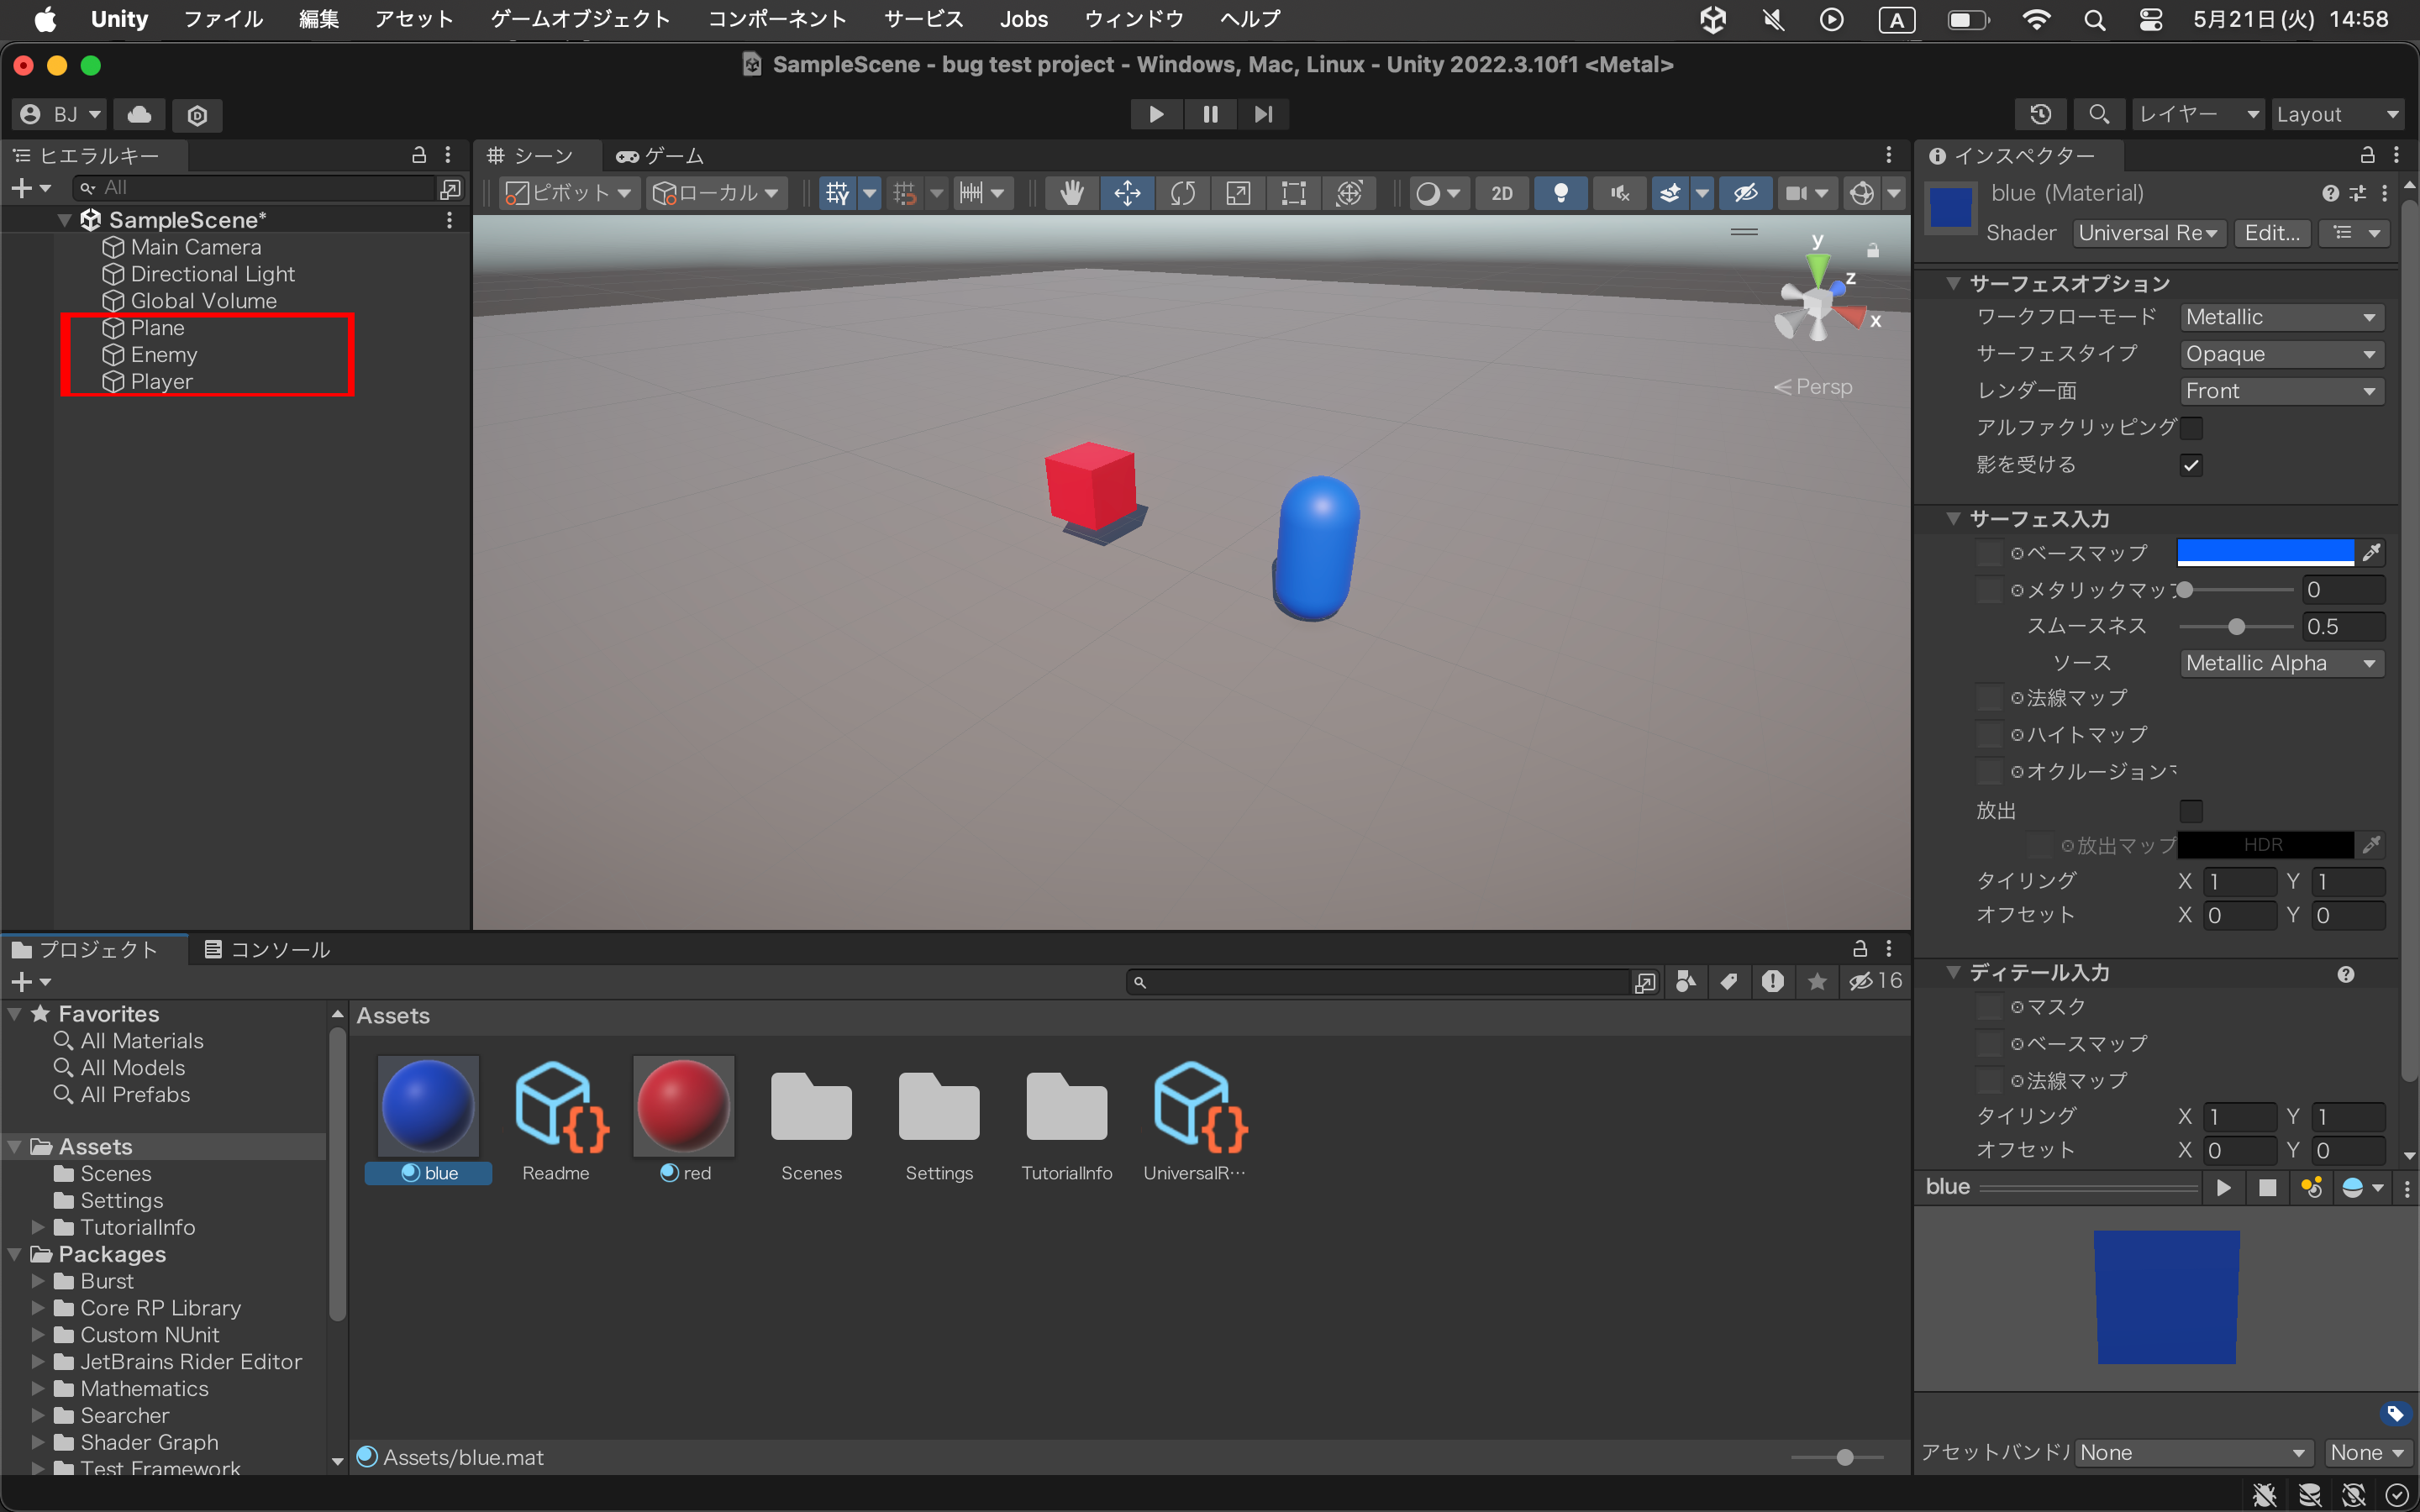 Unity ファイル 編集 アセット ゲームオブジェクト コンポーネント サービス Jobs ウィンドウ ヘルプ A 5月21日(火) 14:58
SampleScene - bug test project - Windows, Mac, Linux - Unity 2022.3.10f1 <Metal>
BJ レイヤー Layout
ヒエラルキー
All
SampleScene*
Main Camera
Directional Light
Global Volume
Plane
Enemy
Player
シーン ゲーム
ピボット ローカル 2D
y
z
x
Persp
インスペクター
blue (Material)
Shader Universal Re Edit...
サーフェスオプション
ワークフローモード Metallic
サーフェスタイプ Opaque
レンダー面 Front
アルファクリッピング
影を受ける
サーフェス入力
ベースマップ
メタリックマップ 0
スムースネス 0.5
ソース Metallic Alpha
法線マップ
ハイトマップ
オクルージョンマ
放出
放出マップ HDR
タイリング X 1 Y 1
オフセット X 0 Y 0
ディテール入力
マスク
ベースマップ
法線マップ
タイリング X 1 Y 1
オフセット X 0 Y 0
blue
アセットバンドル None None
プロジェクト コンソール
16
Favorites
All Materials
All Models
All Prefabs
Assets
Scenes
Settings
TutorialInfo
Packages
Burst
Core RP Library
Custom NUnit
JetBrains Rider Editor
Mathematics
Searcher
Shader Graph
Test Framework
Assets
blue Readme red Scenes Settings TutorialInfo UniversalR…
Assets/blue.mat